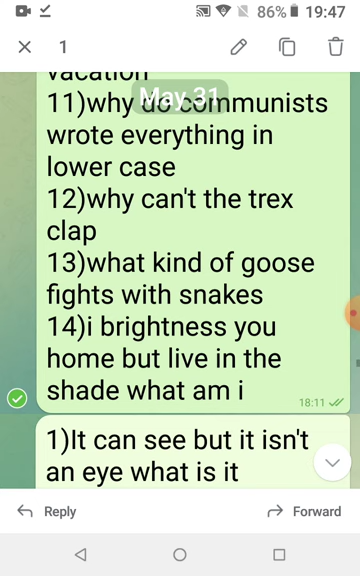 86% 19:47
1
vacation
May 31
11)why do communists
wrote everything in
lower case
12)why can't the trex
clap
13)what kind of goose
fights with snakes
14)i brightness you
home but live in the
shade what am i
18:11
1)It can see but it isn't
an eye what is it
Reply Forward